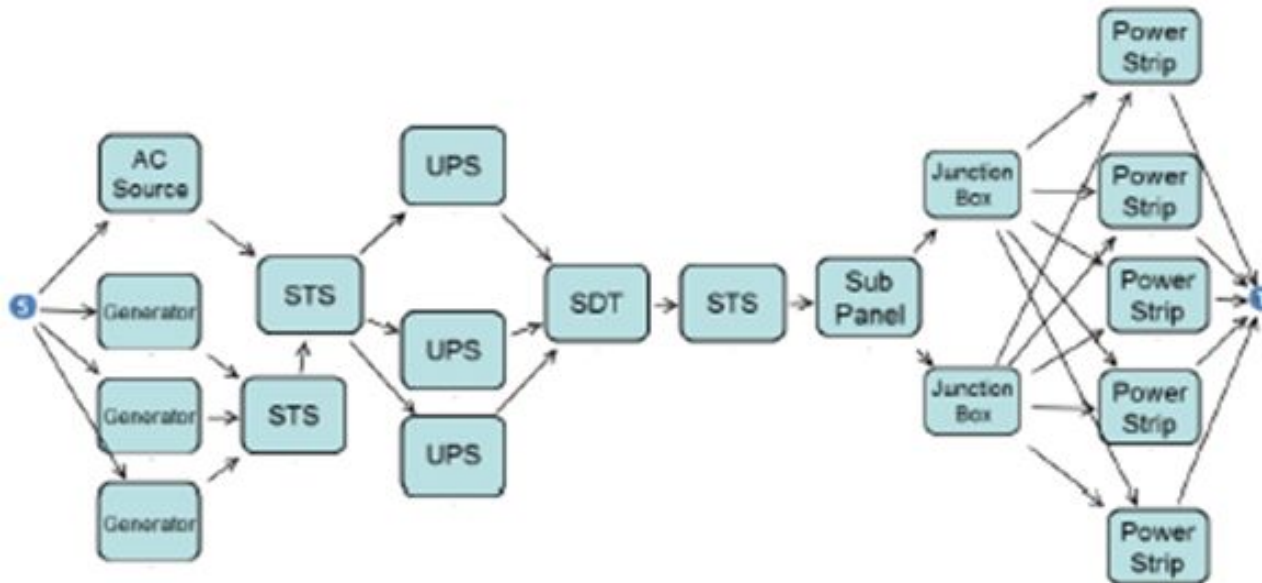 S
AC
Source
Generator
Generator
Generator
STS
STS
UPS
UPS
UPS
SDT
STS
Sub
Panel
Junction
Box
Junction
Box
Power
Strip
Power
Strip
Power
Strip
Power
Strip
Power
Strip